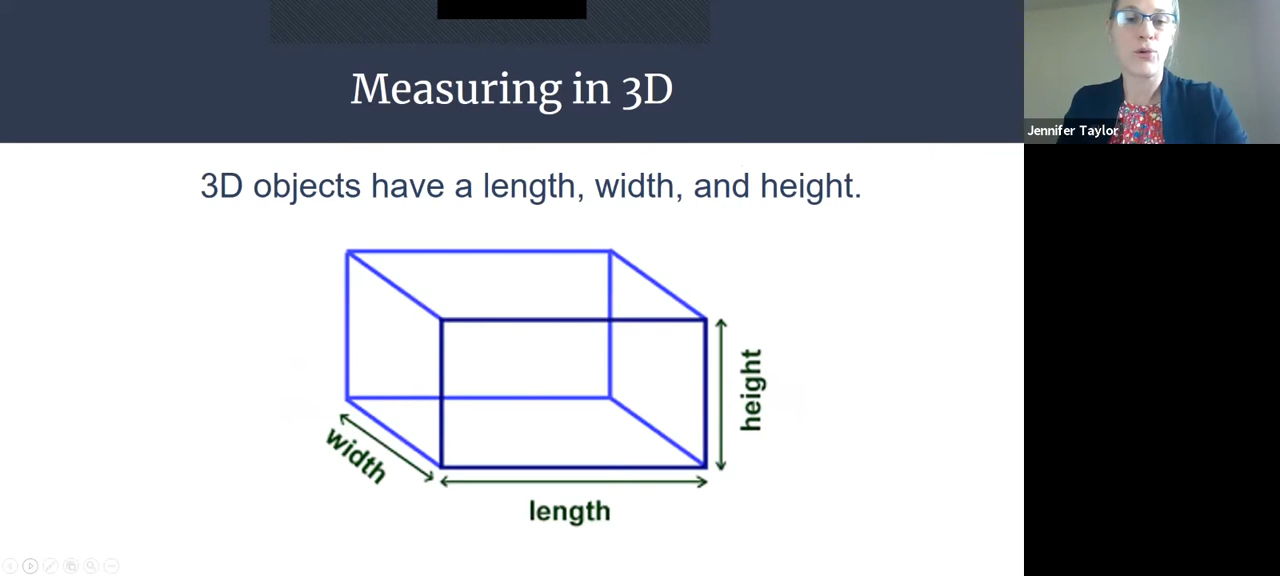 Measuring in 3D
Jennifer Taylor
3D objects have a length, width, and height.
height
width
length